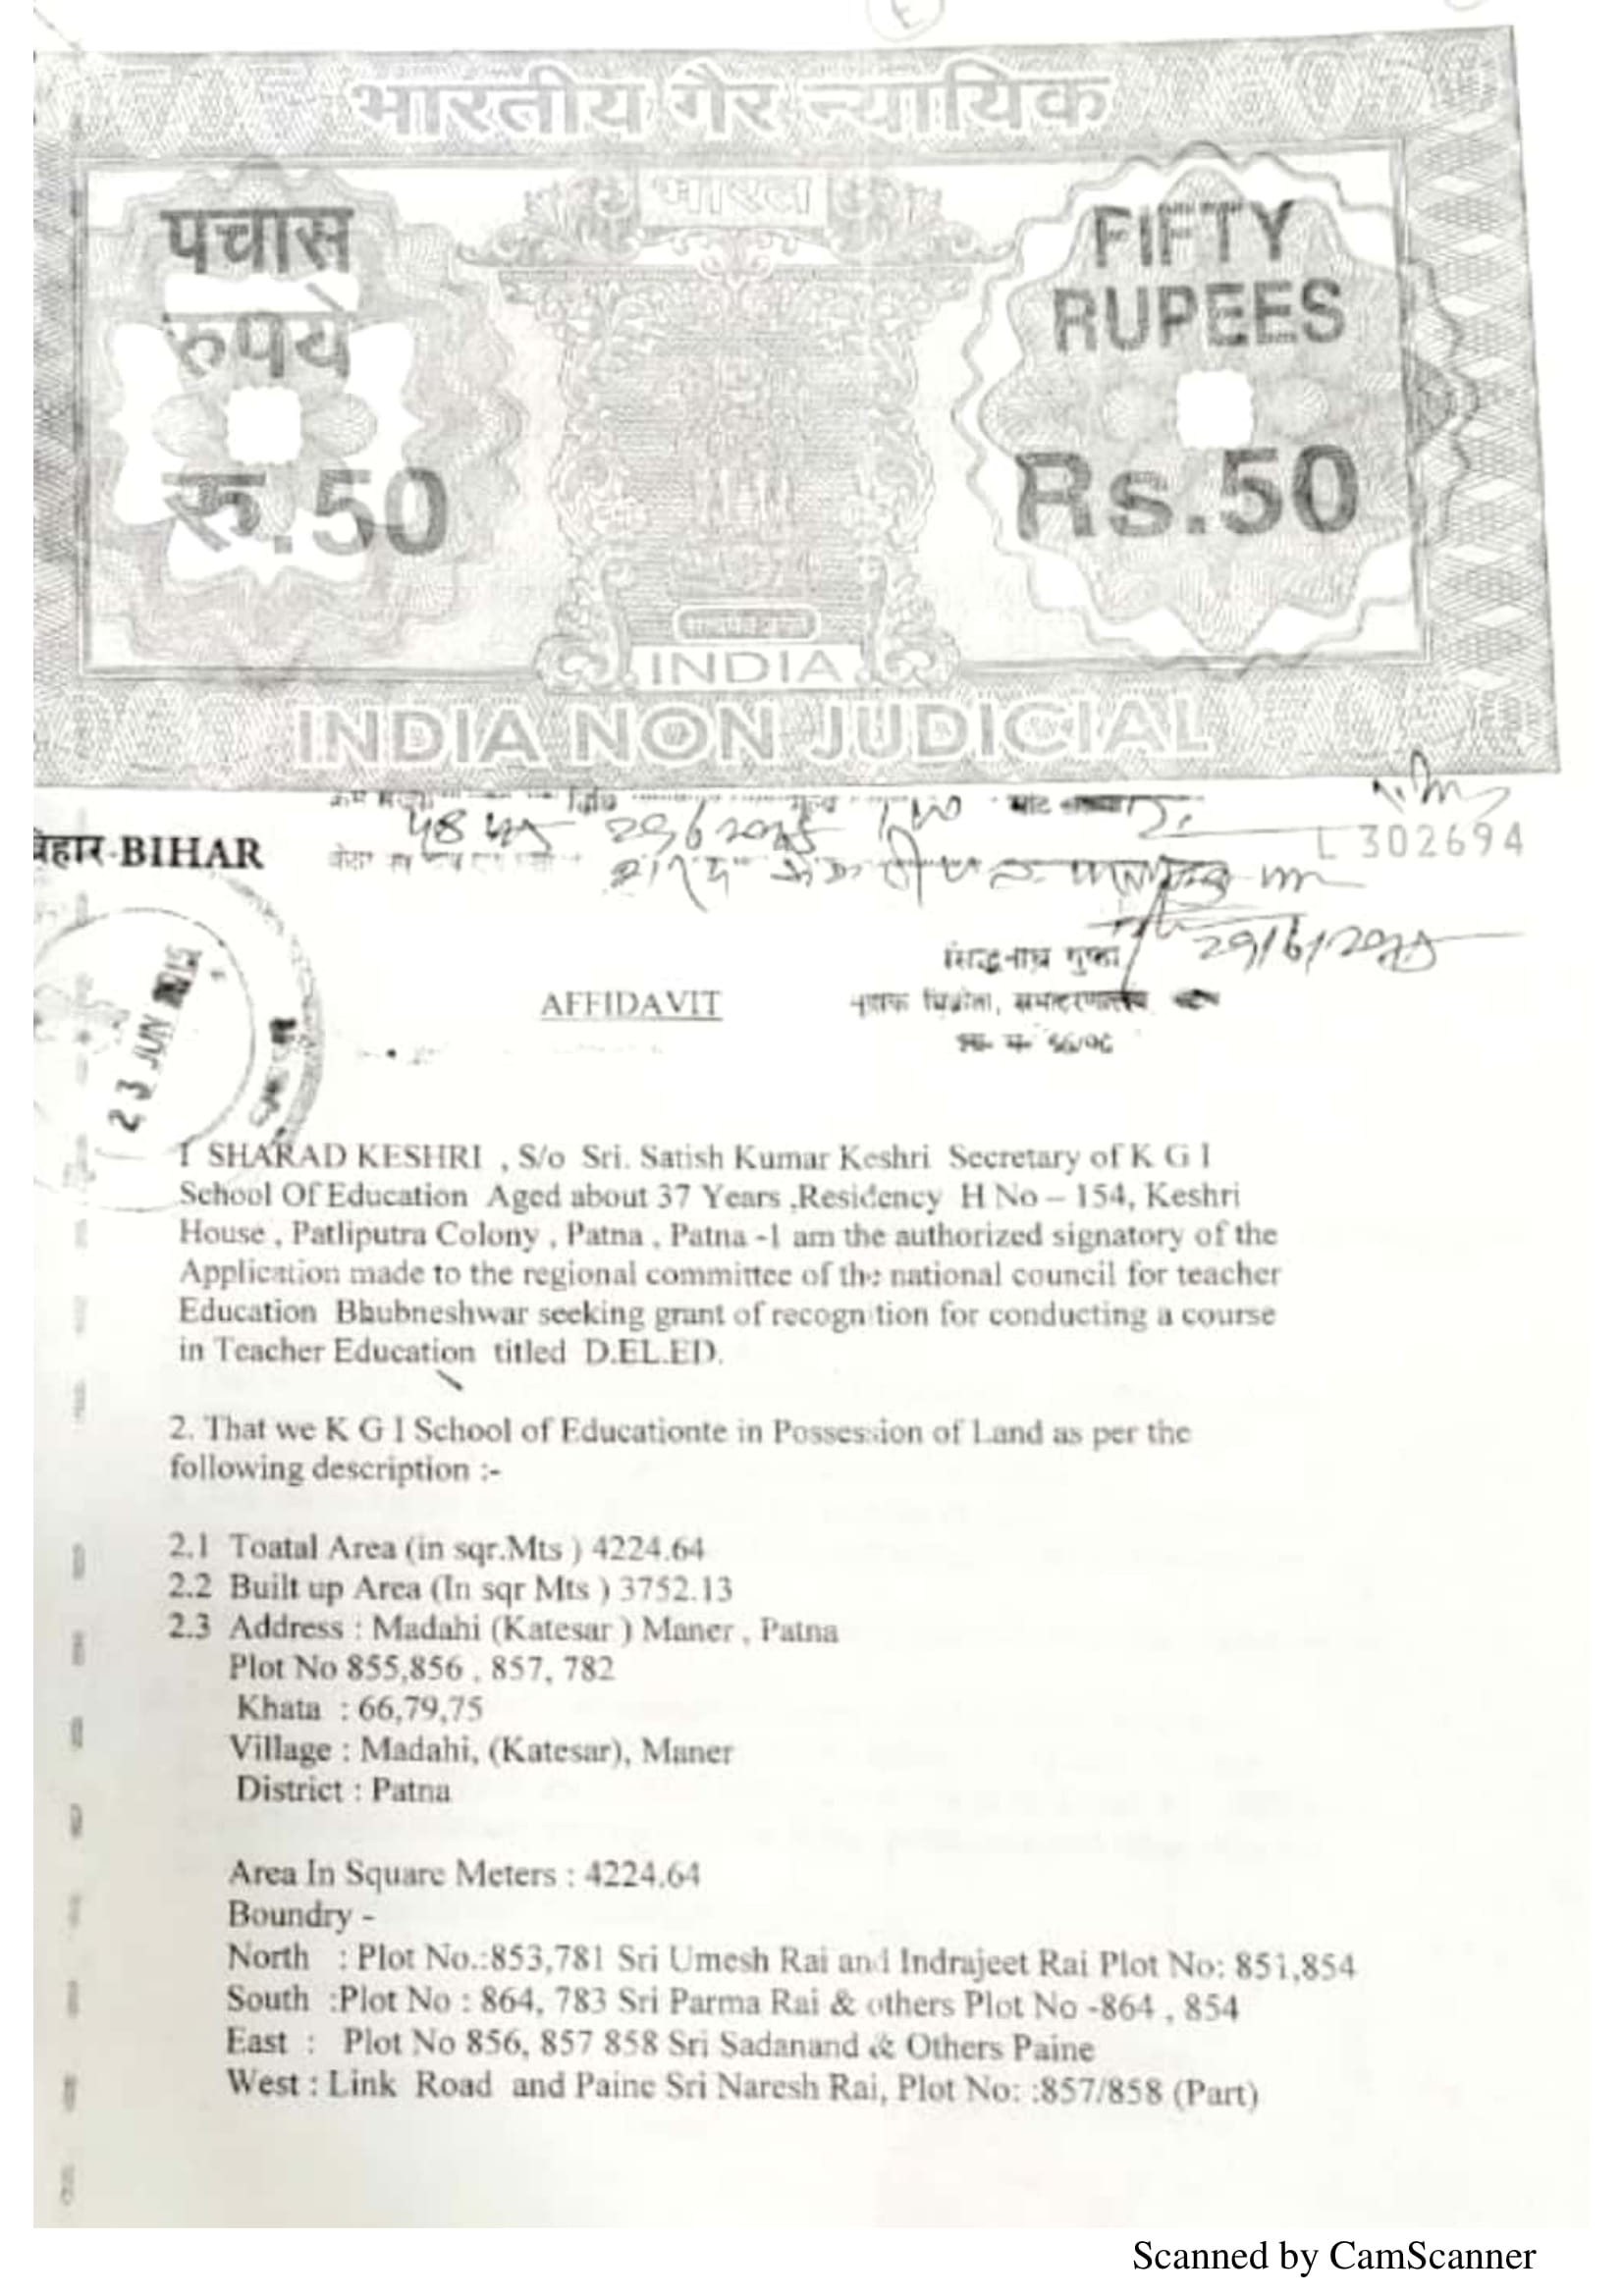 भारतीय गैर न्यायिक
भारत
पचास
रुपये
रु.50
FIFTY
RUPEES
Rs.50
INDIA
INDIA NON JUDICIAL
बिहार-BIHAR
L 302694
29/6/2015
सिद्धनाथ गुप्ता
23 JUN 2015
AFFIDAVIT
I SHARAD KESHRI , S/o Sri. Satish Kumar Keshri Secretary of K G I
School Of Education Aged about 37 Years ,Residency H No – 154, Keshri
House , Patliputra Colony , Patna , Patna -1 am the authorized signatory of the
Application made to the regional committee of the national council for teacher
Education Bhubneshwar seeking grant of recognition for conducting a course
in Teacher Education titled D.EL.ED.
2. That we K G I School of Educationte in Possession of Land as per the
following description :-
2.1 Toatal Area (in sqr.Mts ) 4224.64
2.2 Built up Area (In sqr Mts ) 3752.13
2.3 Address : Madahi (Katesar ) Maner , Patna
Plot No 855,856 , 857, 782
Khata : 66,79,75
Village : Madahi, (Katesar), Maner
District : Patna
Area In Square Meters : 4224.64
Boundry -
North : Plot No.:853,781 Sri Umesh Rai and Indrajeet Rai Plot No: 851,854
South :Plot No : 864, 783 Sri Parma Rai & others Plot No -864 , 854
East : Plot No 856, 857 858 Sri Sadanand & Others Paine
West : Link Road and Paine Sri Naresh Rai, Plot No: :857/858 (Part)
Scanned by CamScanner